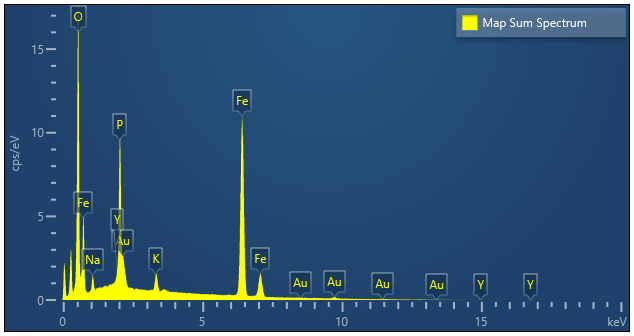 Map Sum Spectrum
O
15
Fe
P
10
cps/eV
Fe
5
Y
Au
Na
K
Fe
Au
Au
Au
Au
Y
Y
0
0
5
10
15
keV